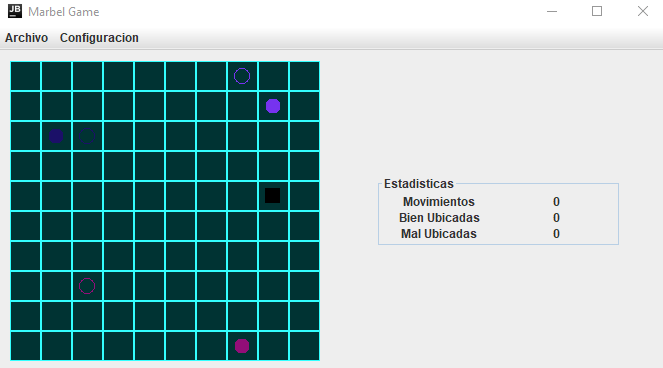 JB Marbel Game
Archivo Configuracion
Estadisticas
Movimientos 0
Bien Ubicadas 0
Mal Ubicadas 0